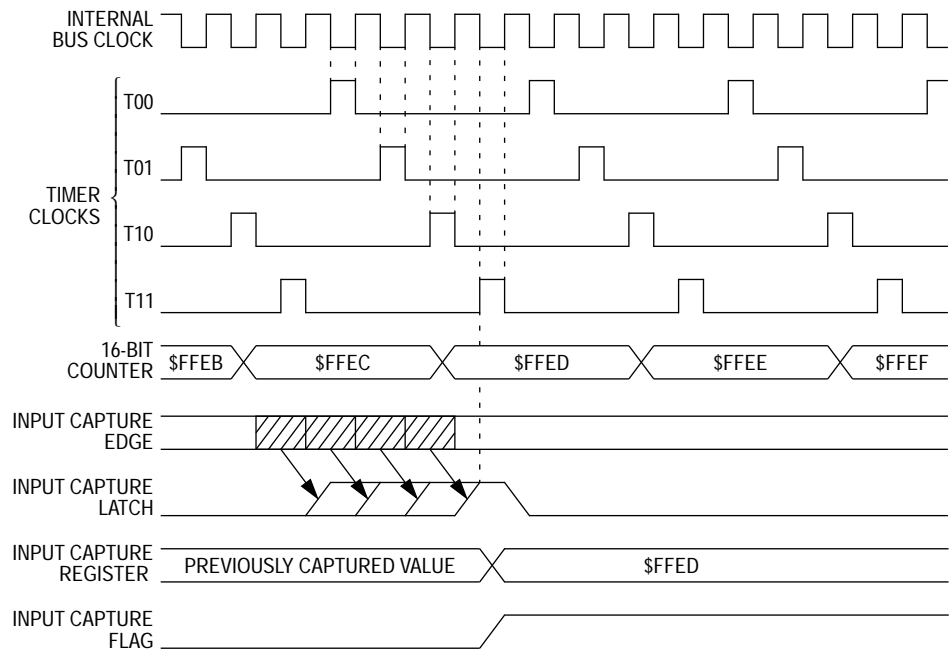 INTERNAL
BUS CLOCK
T00
T01
TIMER
CLOCKS
T10
T11
16-BIT
COUNTER
$FFEB
$FFEC
$FFED
$FFEE
$FFEF
INPUT CAPTURE
EDGE
INPUT CAPTURE
LATCH
INPUT CAPTURE
REGISTER
PREVIOUSLY CAPTURED VALUE
$FFED
INPUT CAPTURE
FLAG